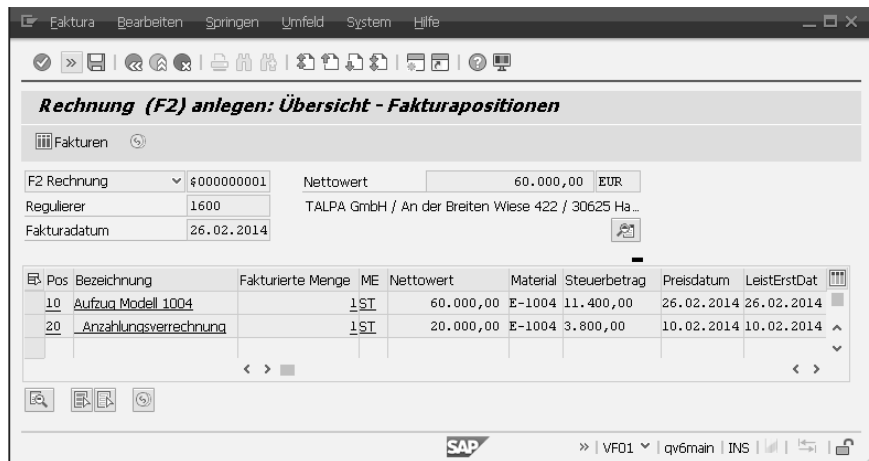 Faktura Bearbeiten Springen Umfeld System Hilfe
Rechnung (F2) anlegen: Übersicht - Fakturapositionen
Fakturen
F2 Rechnung $000000001 Nettowert 60.000,00 EUR
Regulierer 1600 TALPA GmbH / An der Breiten Wiese 422 / 30625 Ha…
Fakturadatum 26.02.2014
Pos Bezeichnung Fakturierte Menge ME Nettowert Material Steuerbetrag Preisdatum LeistErstDat
10 Aufzug Modell 1004 1 ST 60.000,00 E-1004 11.400,00 26.02.2014 26.02.2014
20 Anzahlungsverrechnung 1 ST 20.000,00 E-1004 3.800,00 10.02.2014 10.02.2014
SAP » | VF01 | qv6main | INS